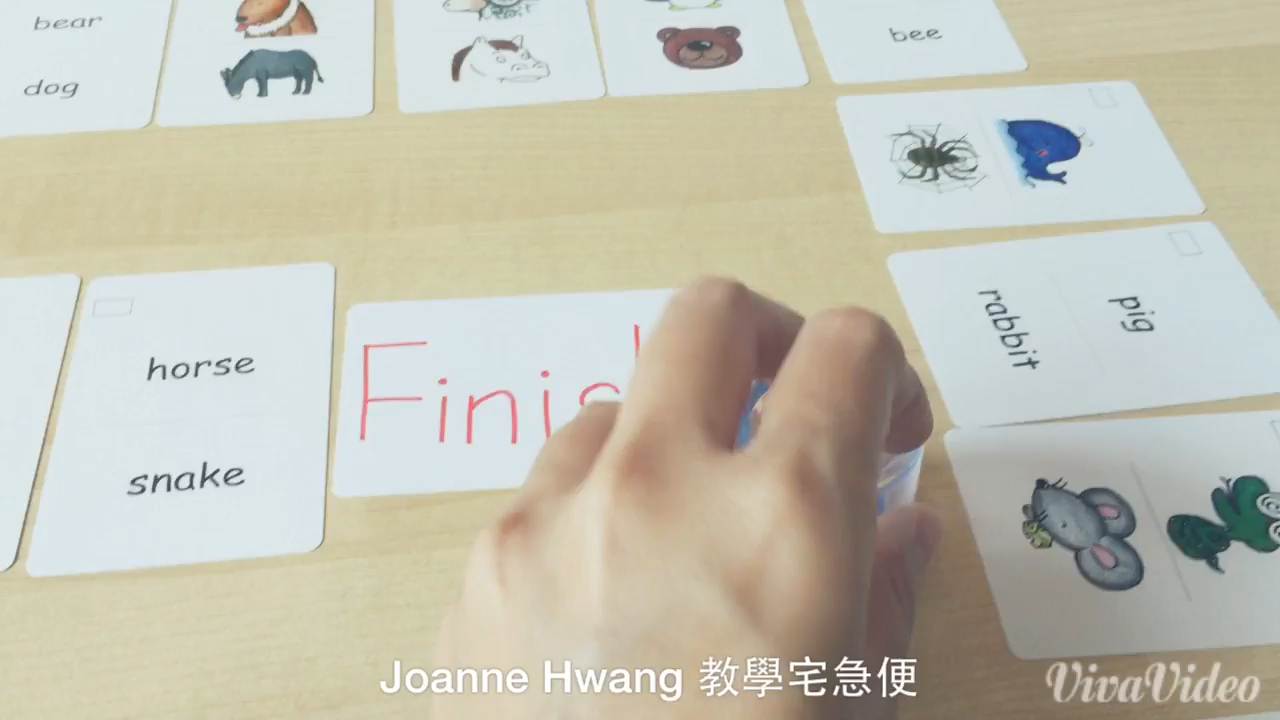 bear
dog
bee
rabbit
pig
horse
snake
Joanne Hwang 教學宅急便
VivaVideo